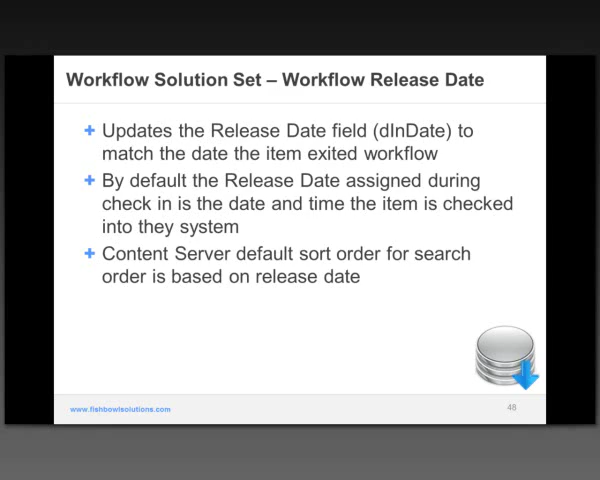 Workflow Solution Set – Workflow Release Date
Updates the Release Date field (dInDate) to
match the date the item exited workflow
By default the Release Date assigned during
check in is the date and time the item is checked
into they system
Content Server default sort order for search
order is based on release date
www.fishbowlsolutions.com
48